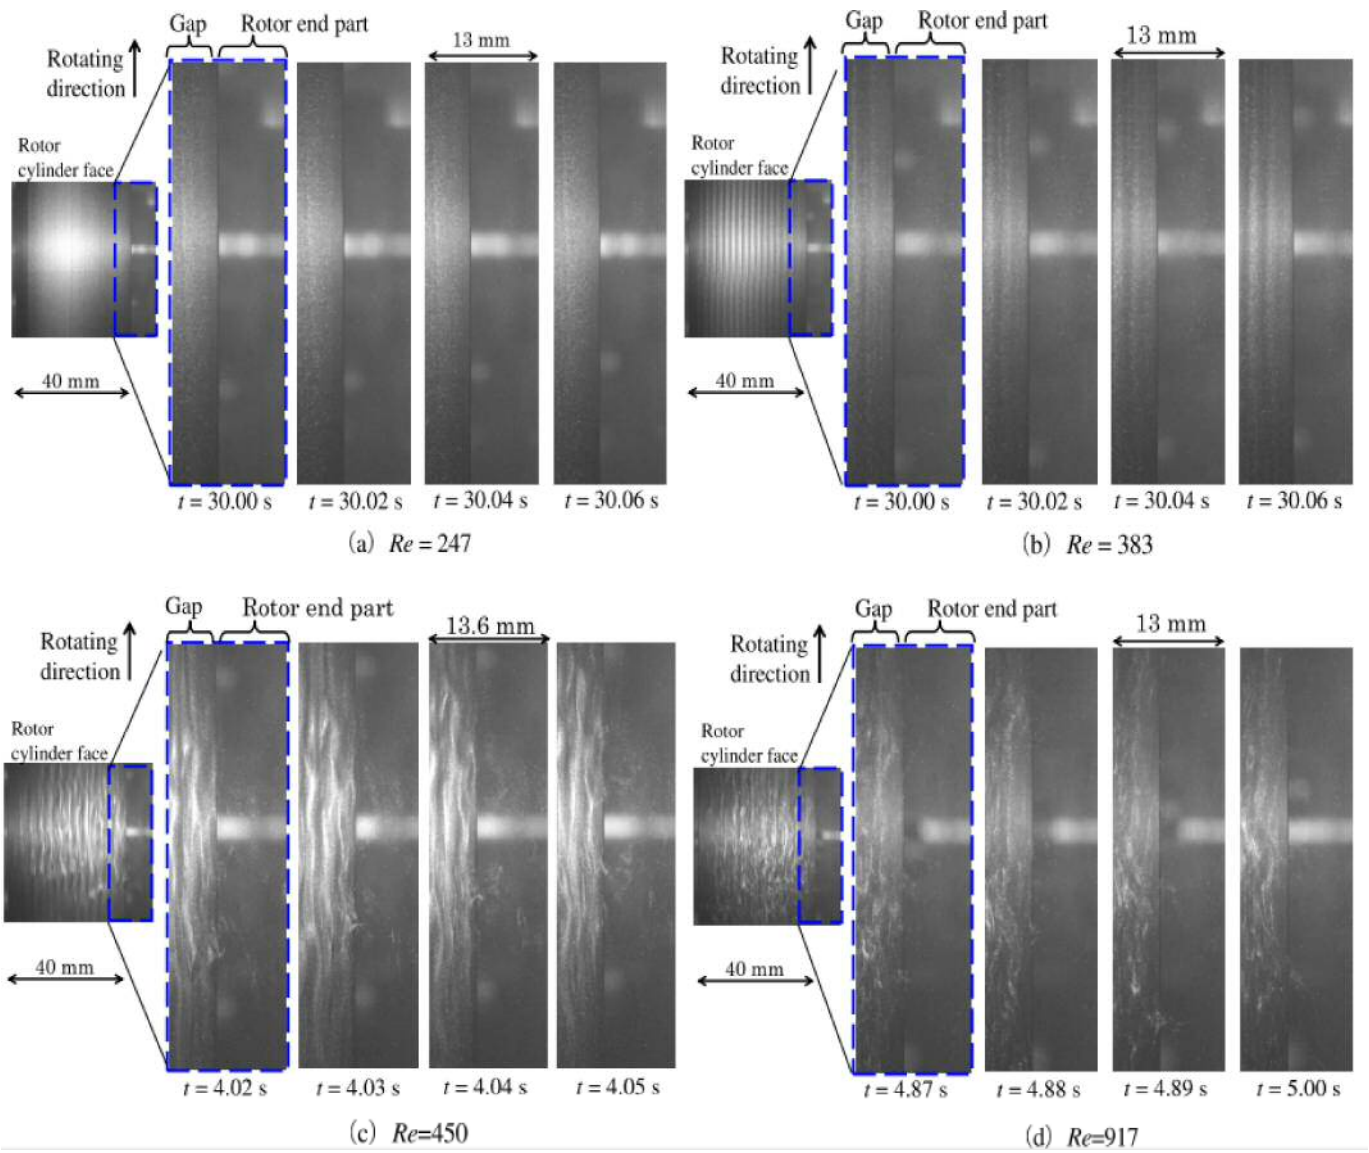 Gap Rotor end part
Rotating
direction
13 mm
Rotor
cylinder face
40 mm
t = 30.00 s t = 30.02 s t = 30.04 s t = 30.06 s
(a) Re = 247
Gap Rotor end part
Rotating
direction
13 mm
Rotor
cylinder face
40 mm
t = 30.00 s t = 30.02 s t = 30.04 s t = 30.06 s
(b) Re = 383
Gap Rotor end part
Rotating
direction
13.6 mm
Rotor
cylinder face
40 mm
t = 4.02 s t = 4.03 s t = 4.04 s t = 4.05 s
(c) Re=450
Gap Rotor end part
Rotating
direction
13 mm
Rotor
cylinder face
40 mm
t = 4.87 s t = 4.88 s t = 4.89 s t = 5.00 s
(d) Re=917